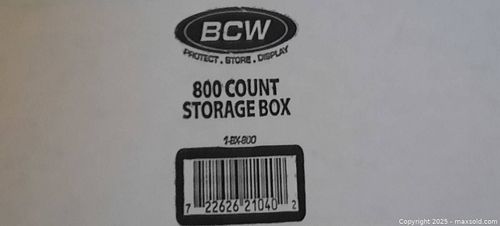 BCW
PROTECT . STORE . DISPLAY
800 COUNT
STORAGE BOX
1-BX-800
7 22626 21040 2
Copyright 2025 - maxsold.com